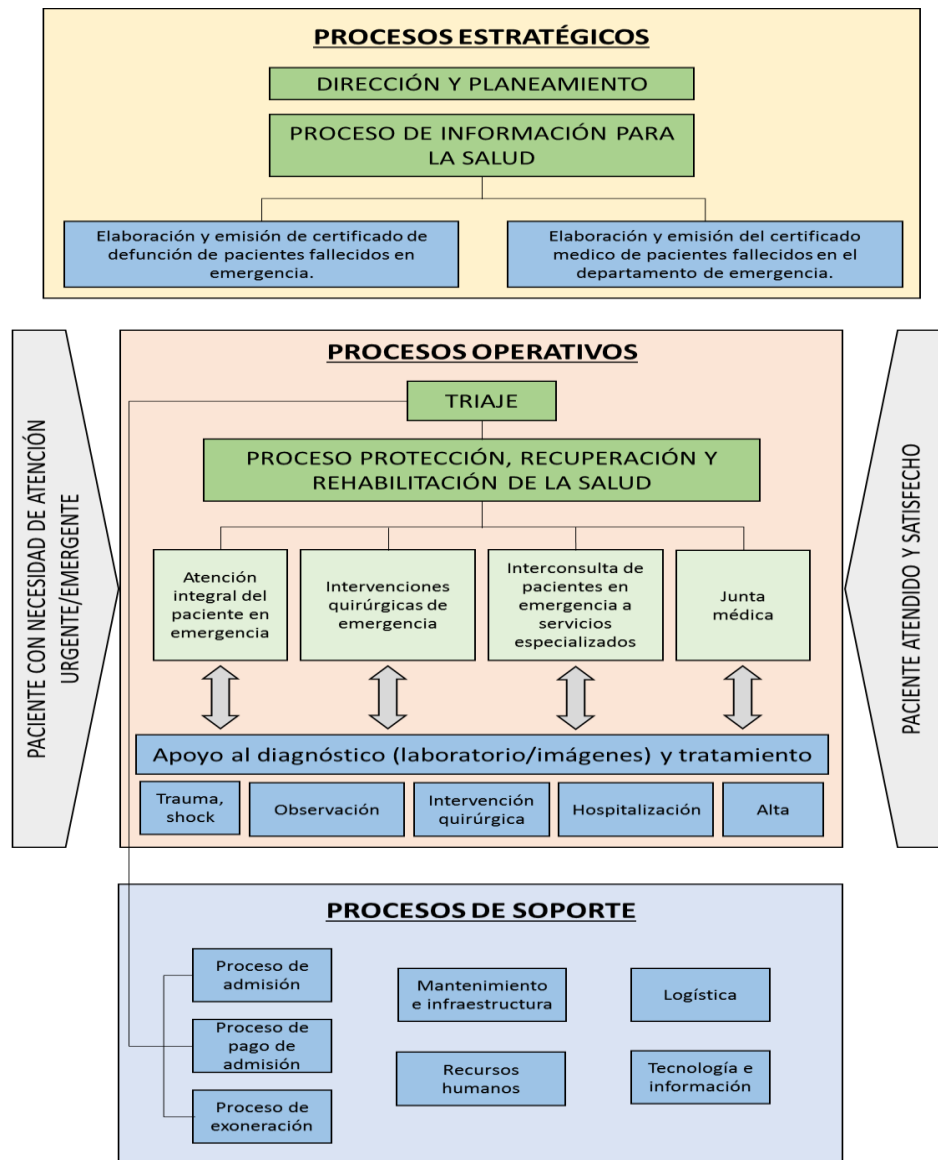 PROCESOS ESTRATÉGICOS
DIRECCIÓN Y PLANEAMIENTO
PROCESO DE INFORMACIÓN PARA
LA SALUD
Elaboración y emisión de certificado de
defunción de pacientes fallecidos en
emergencia.
Elaboración y emisión del certificado
medico de pacientes fallecidos en el
departamento de emergencia.
PACIENTE CON NECESIDAD DE ATENCIÓN
URGENTE/EMERGENTE
PROCESOS OPERATIVOS
TRIAJE
PROCESO PROTECCIÓN, RECUPERACIÓN Y
REHABILITACIÓN DE LA SALUD
Atención
integral del
paciente en
emergencia
Intervenciones
quirúrgicas de
emergencia
Interconsulta de
pacientes en
emergencia a
servicios
especializados
Junta
médica
Apoyo al diagnóstico (laboratorio/imágenes) y tratamiento
Trauma,
shock
Observación
Intervención
quirúrgica
Hospitalización
Alta
PACIENTE ATENDIDO Y SATISFECHO
PROCESOS DE SOPORTE
Proceso de
admisión
Mantenimiento
e infraestructura
Logística
Proceso de
pago de
admisión
Recursos
humanos
Tecnología e
información
Proceso de
exoneración